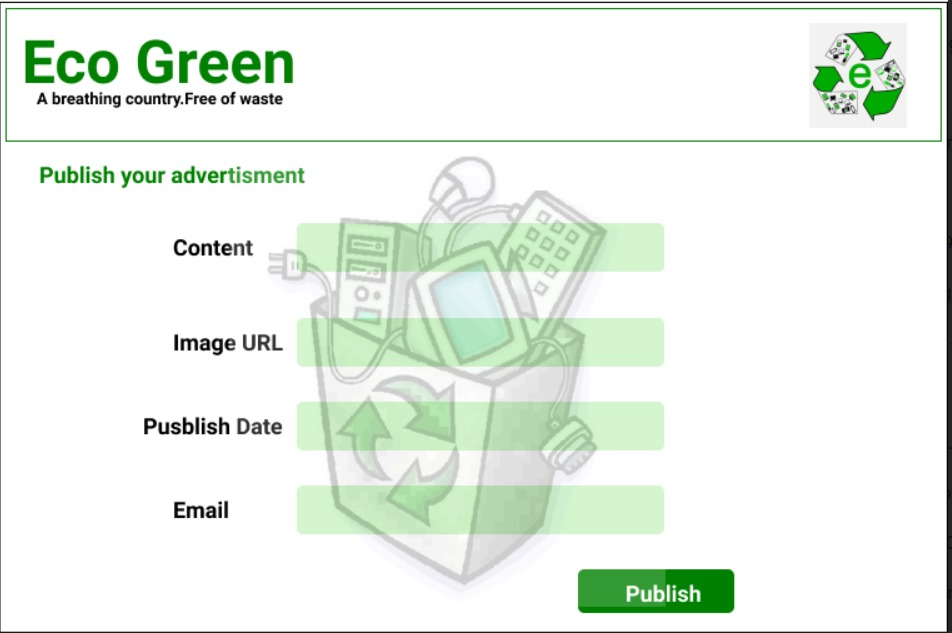 Eco Green
A breathing country.Free of waste
e
Publish your advertisment
Content
Image URL
Pusblish Date
Email
Publish